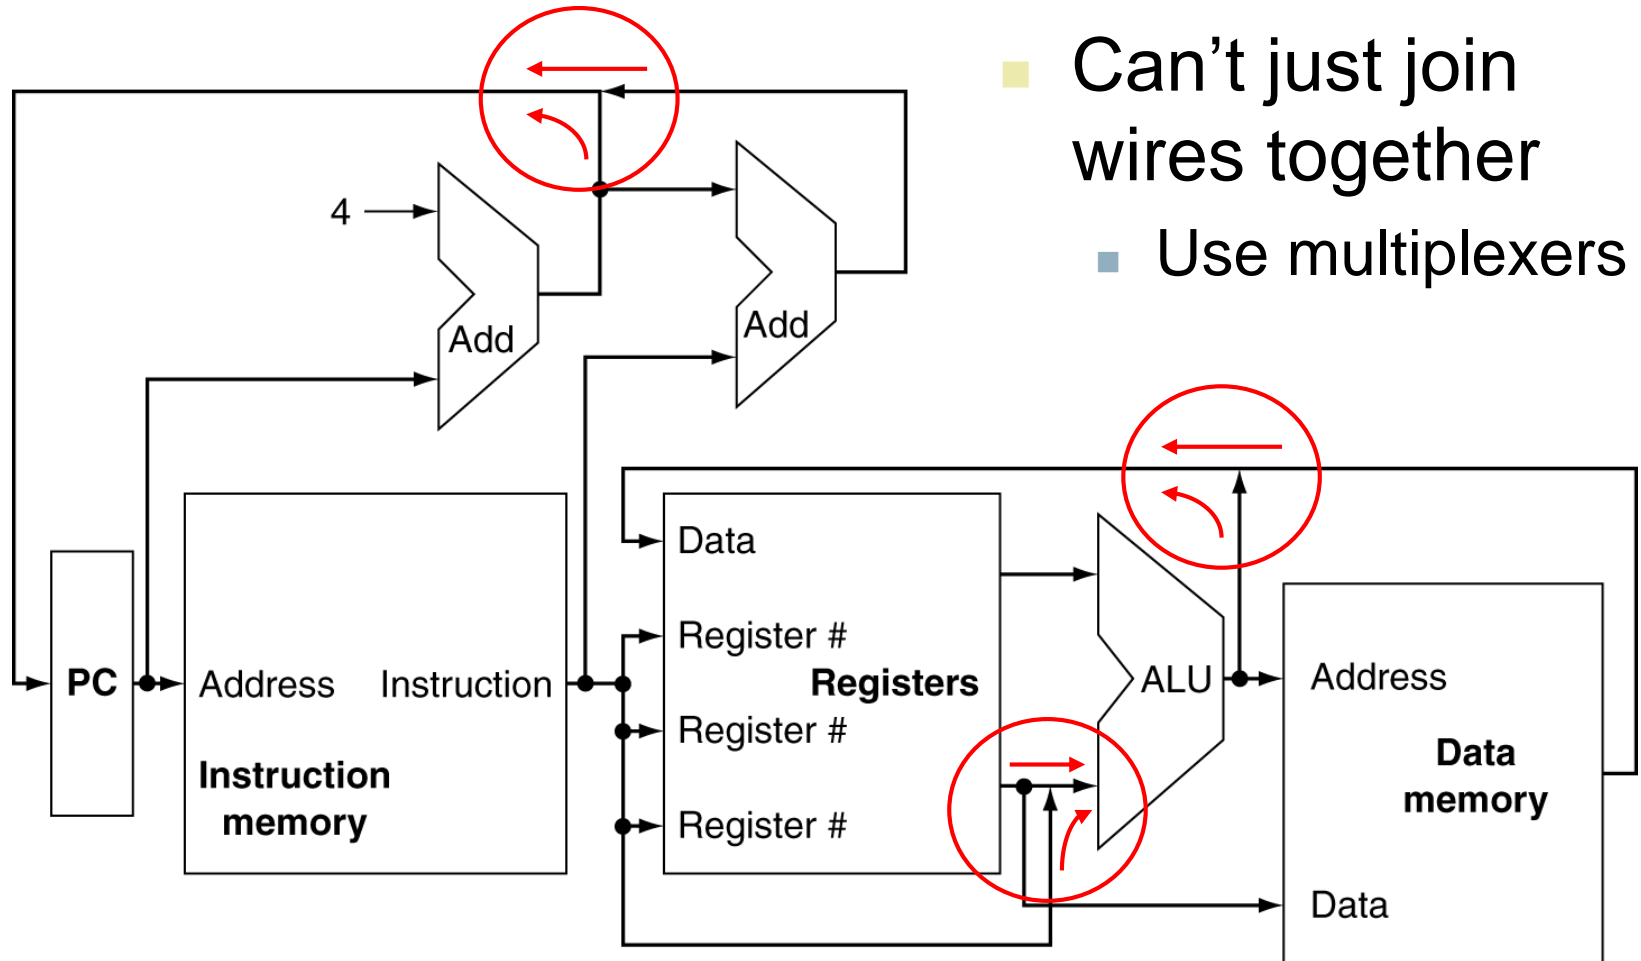 Can't just join
wires together
Use multiplexers
4
Add
Add
Data
Register #
Registers
Register #
Register #
PC
Address
Instruction
Instruction
memory
ALU
Address
Data
memory
Data